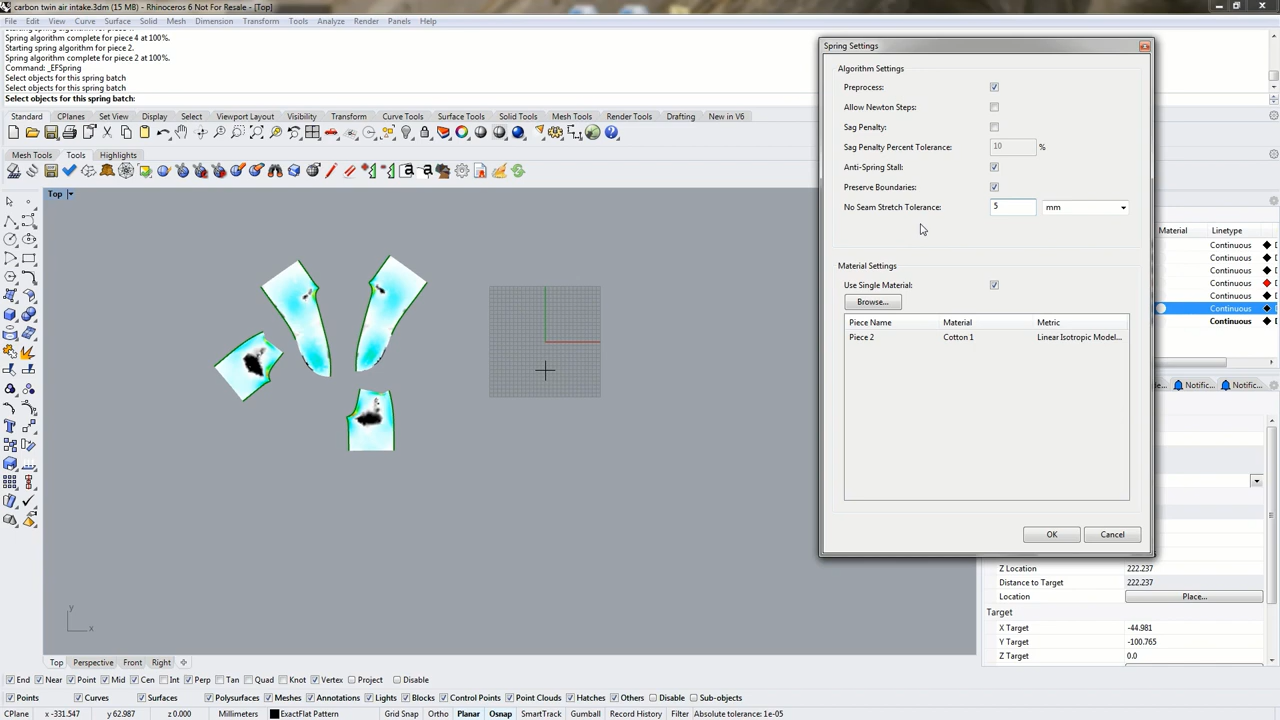 carbon twin air intake.3dm (15 MB) - Rhinoceros 6 Not For Resale - [Top]
File Edit View Curve Surface Solid Mesh Dimension Transform Tools Analyze Render Panels Help
Starting spring algorithm for piece 4.
Spring algorithm complete for piece 4 at 100%.
Starting spring algorithm for piece 2.
Spring algorithm complete for piece 2 at 100%.
Command: _EFSpring
Select objects for this spring batch
Select objects for this spring batch
Select objects for this spring batch:
Standard CPlanes Set View Display Select Viewport Layout Visibility Transform Curve Tools Surface Tools Solid Tools Mesh Tools Render Tools Drafting New in V6
Mesh Tools Tools Highlights
Top
Spring Settings
Algorithm Settings
Preprocess:
Allow Newton Steps:
Sag Penalty:
Sag Penalty Percent Tolerance: 10 %
Anti-Spring Stall:
Preserve Boundaries:
No Seam Stretch Tolerance: 5 mm
Material Settings
Use Single Material:
Browse...
Piece Name Material Metric
Piece 2 Cotton 1 Linear Isotropic Model...
OK Cancel
Material Linetype
Continuous
Continuous
Continuous
Continuous
Continuous
Continuous
Continuous
Notific... Notific...
Z Location 222.237
Distance to Target 222.237
Location Place...
Target
X Target -44.981
Y Target -100.765
Z Target 0.0
y
x
Top Perspective Front Right
End Near Point Mid Cen Int Perp Tan Quad Knot Vertex Project Disable
Points Curves Surfaces Polysurfaces Meshes Annotations Lights Blocks Control Points Point Clouds Hatches Others Disable Sub-objects
CPlane x -331.547 y 62.987 z 0.000 Millimeters ExactFlat Pattern Grid Snap Ortho Planar Osnap SmartTrack Gumball Record History Filter Absolute tolerance: 1e-05